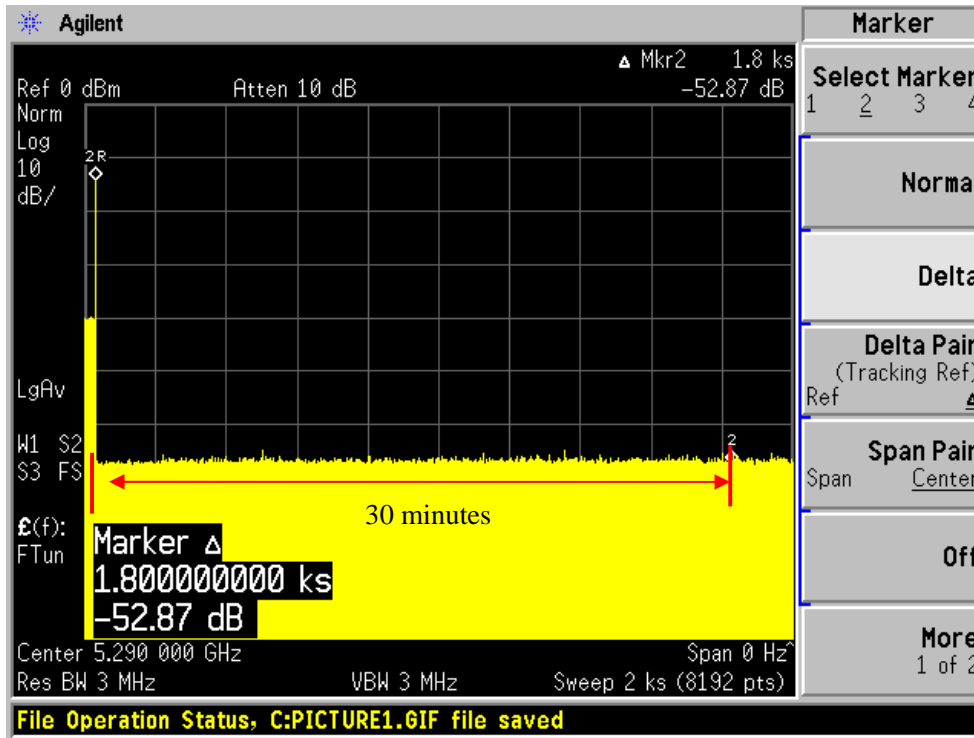 Agilent
Marker
Δ Mkr2 1.8 ks
Ref 0 dBm Atten 10 dB -52.87 dB
Norm
Log
10
dB/
LgAv
W1 S2
S3 FS
£(f):
FTun
2R
2
30 minutes
Marker Δ
1.800000000 ks
-52.87 dB
Center 5.290 000 GHz Span 0 Hz^
Res BW 3 MHz VBW 3 MHz Sweep 2 ks (8192 pts)
File Operation Status, C:PICTURE1.GIF file saved
Select Marker
1 2 3 4
Norma
Delta
Delta Pair
(Tracking Ref)
Ref Δ
Span Pair
Span Center
Off
More
1 of 2